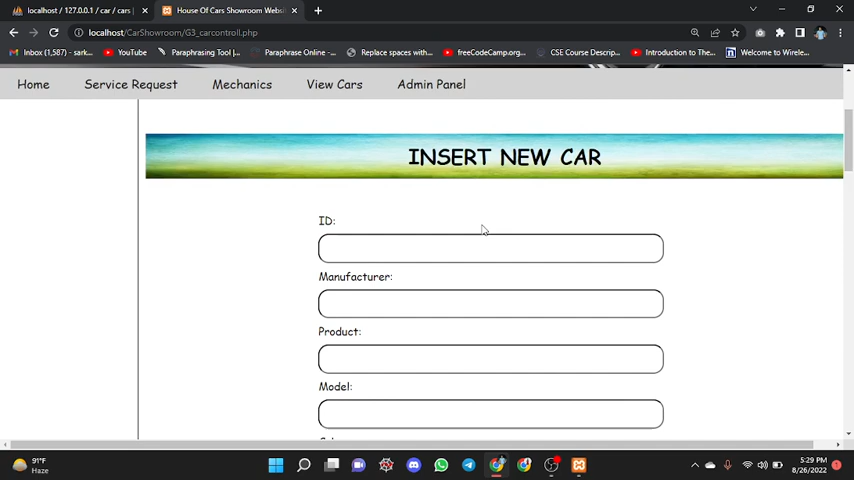 localhost / 127.0.0.1 / car / cars |
House Of Cars Showroom Websi
localhost/CarShowroom/G3_carcontrol.php
Inbox (1,587) - sark...
YouTube
Paraphrasing Tool |...
Paraphrase Online -...
Replace spaces with...
freeCodeCamp.org...
CSE Course Descrip...
Introduction to The...
Welcome to Wirele...
Home
Service Request
Mechanics
View Cars
Admin Panel
INSERT NEW CAR
ID:
Manufacturer:
Product:
Model:
91°F
Haze
5:29 PM
8/26/2022
1